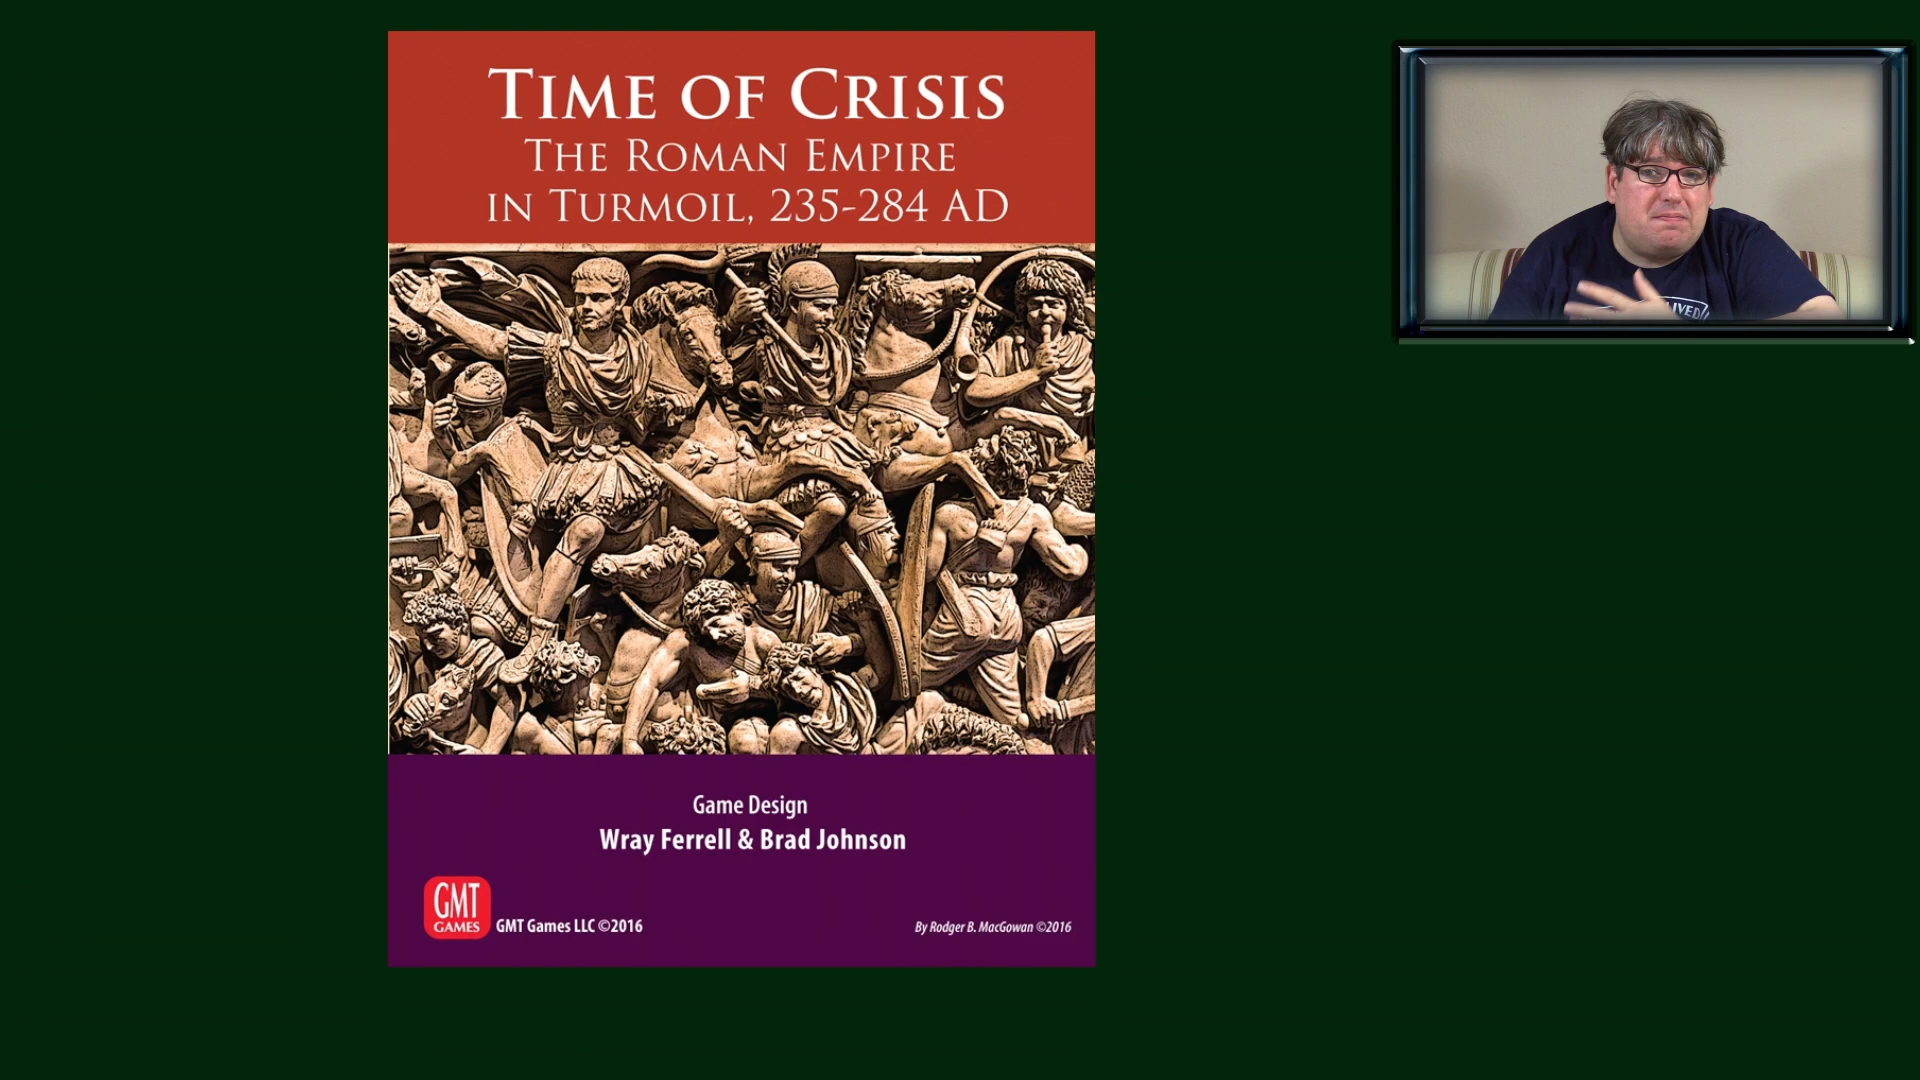 TIME OF CRISIS
THE ROMAN EMPIRE
IN TURMOIL, 235-284 AD
Game Design
Wray Ferrell & Brad Johnson
GMT
GAMES
GMT Games LLC ©2016
By Rodger B. MacGowan ©2016